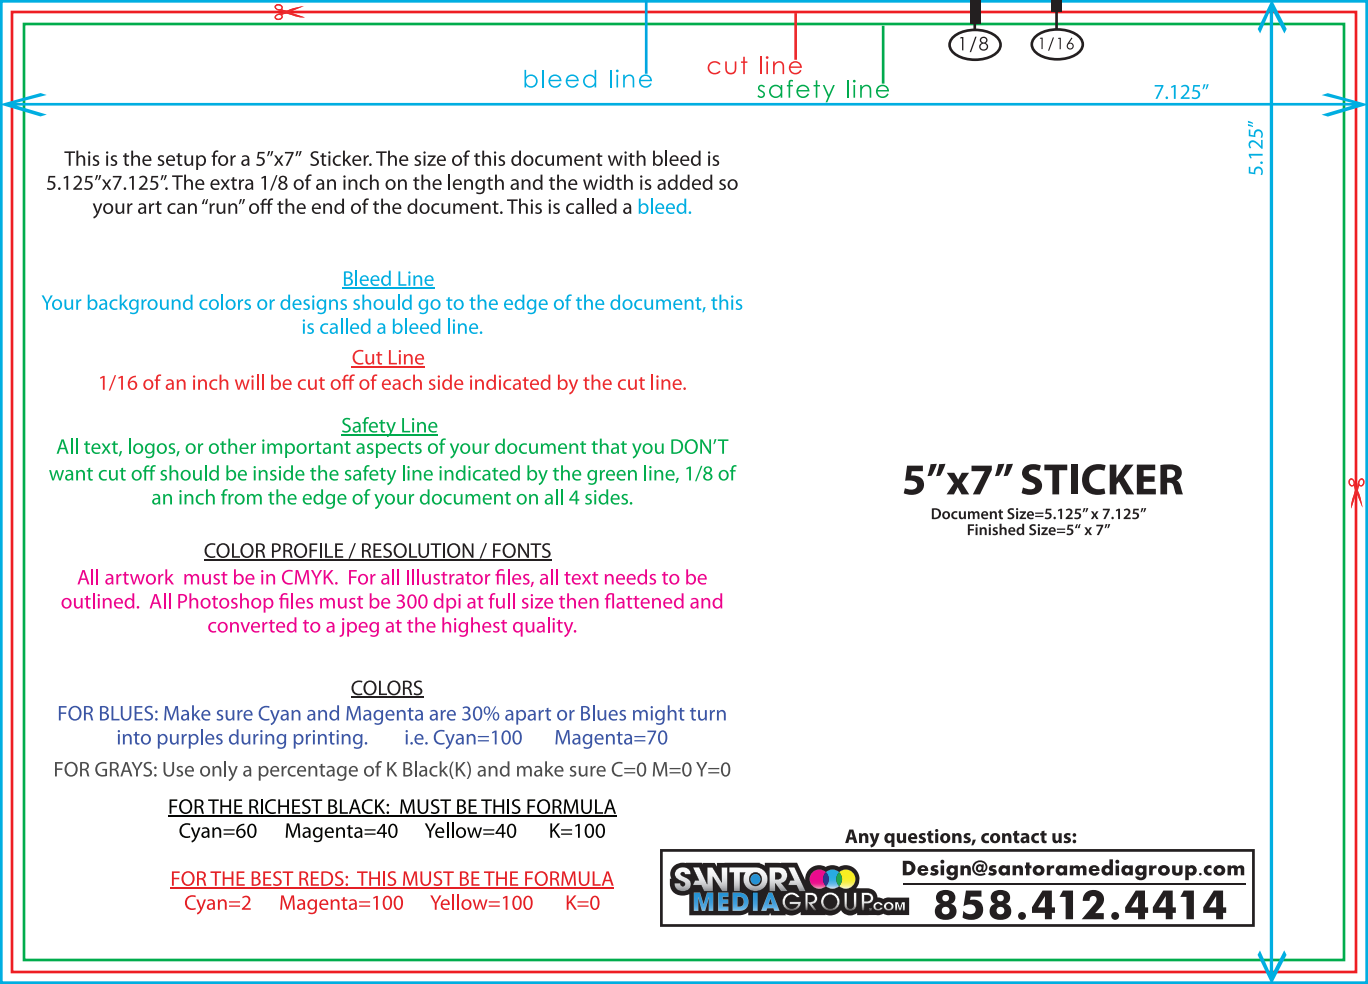 1/8
1/16
bleed line
cut line
safety line
7.125”
5.125”
This is the setup for a 5”x7” Sticker. The size of this document with bleed is
5.125”x7.125”. The extra 1/8 of an inch on the length and the width is added so
your art can “run” off the end of the document. This is called a bleed.
Bleed Line
Your background colors or designs should go to the edge of the document, this
is called a bleed line.
Cut Line
1/16 of an inch will be cut off of each side indicated by the cut line.
Safety Line
All text, logos, or other important aspects of your document that you DON’T
want cut off should be inside the safety line indicated by the green line, 1/8 of
an inch from the edge of your document on all 4 sides.
COLOR PROFILE / RESOLUTION / FONTS
All artwork must be in CMYK. For all Illustrator files, all text needs to be
outlined. All Photoshop files must be 300 dpi at full size then flattened and
converted to a jpeg at the highest quality.
COLORS
FOR BLUES: Make sure Cyan and Magenta are 30% apart or Blues might turn
into purples during printing. i.e. Cyan=100 Magenta=70
FOR GRAYS: Use only a percentage of K Black(K) and make sure C=0 M=0 Y=0
FOR THE RICHEST BLACK: MUST BE THIS FORMULA
Cyan=60 Magenta=40 Yellow=40 K=100
FOR THE BEST REDS: THIS MUST BE THE FORMULA
Cyan=2 Magenta=100 Yellow=100 K=0
5”x7” STICKER
Document Size=5.125” x 7.125”
Finished Size=5“ x 7”
Any questions, contact us:
SANTORA
MEDIAGROUP.COM
Design@santoramediagroup.com
858.412.4414